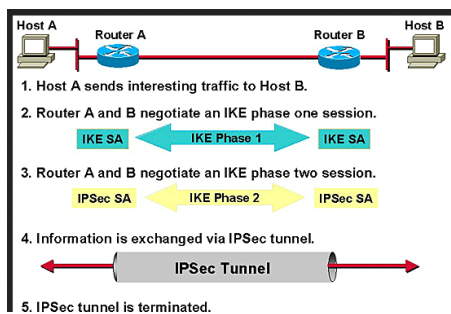 Host A
Host B
Router A
Router B
1. Host A sends interesting traffic to Host B.
2. Router A and B negotiate an IKE phase one session.
IKE SA
IKE Phase 1
IKE SA
3. Router A and B negotiate an IKE phase two session.
IPSec SA
IKE Phase 2
IPSec SA
4. Information is exchanged via IPSec tunnel.
IPSec Tunnel
5. IPSec tunnel is terminated.